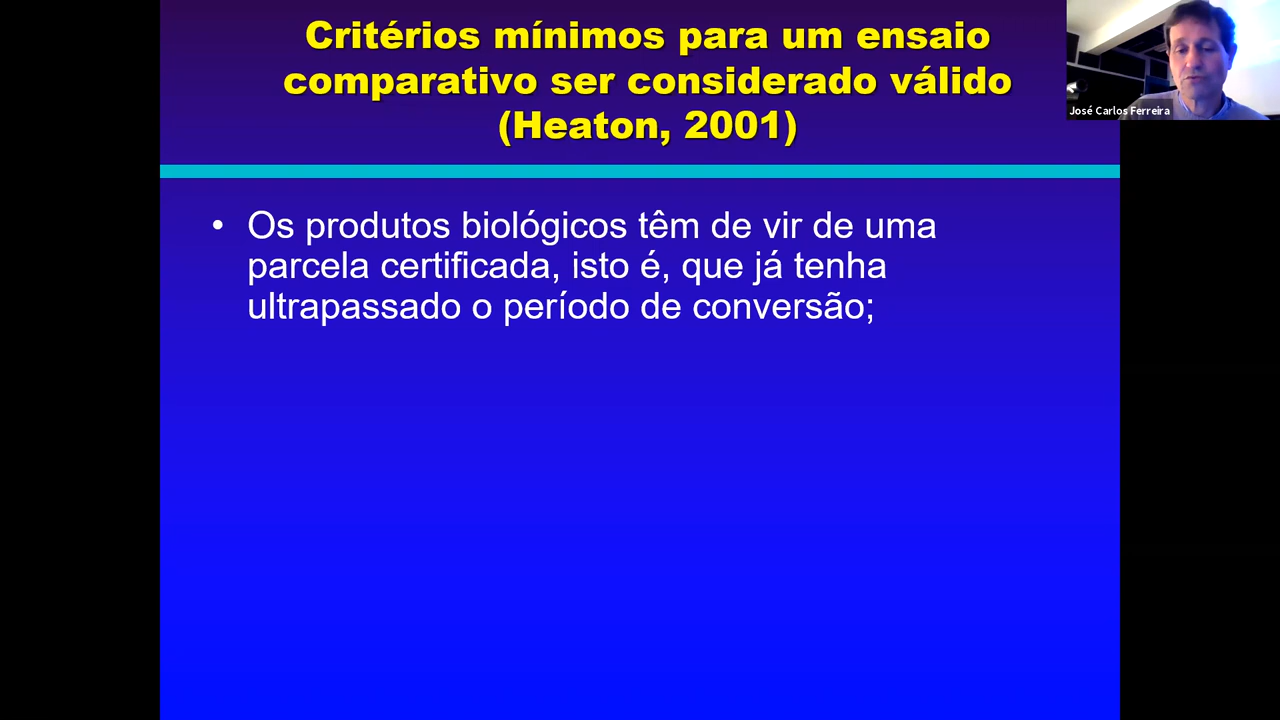 Critérios mínimos para um ensaio
comparativo ser considerado válido
(Heaton, 2001)
José Carlos Ferreira
• Os produtos biológicos têm de vir de uma
parcela certificada, isto é, que já tenha
ultrapassado o período de conversão;